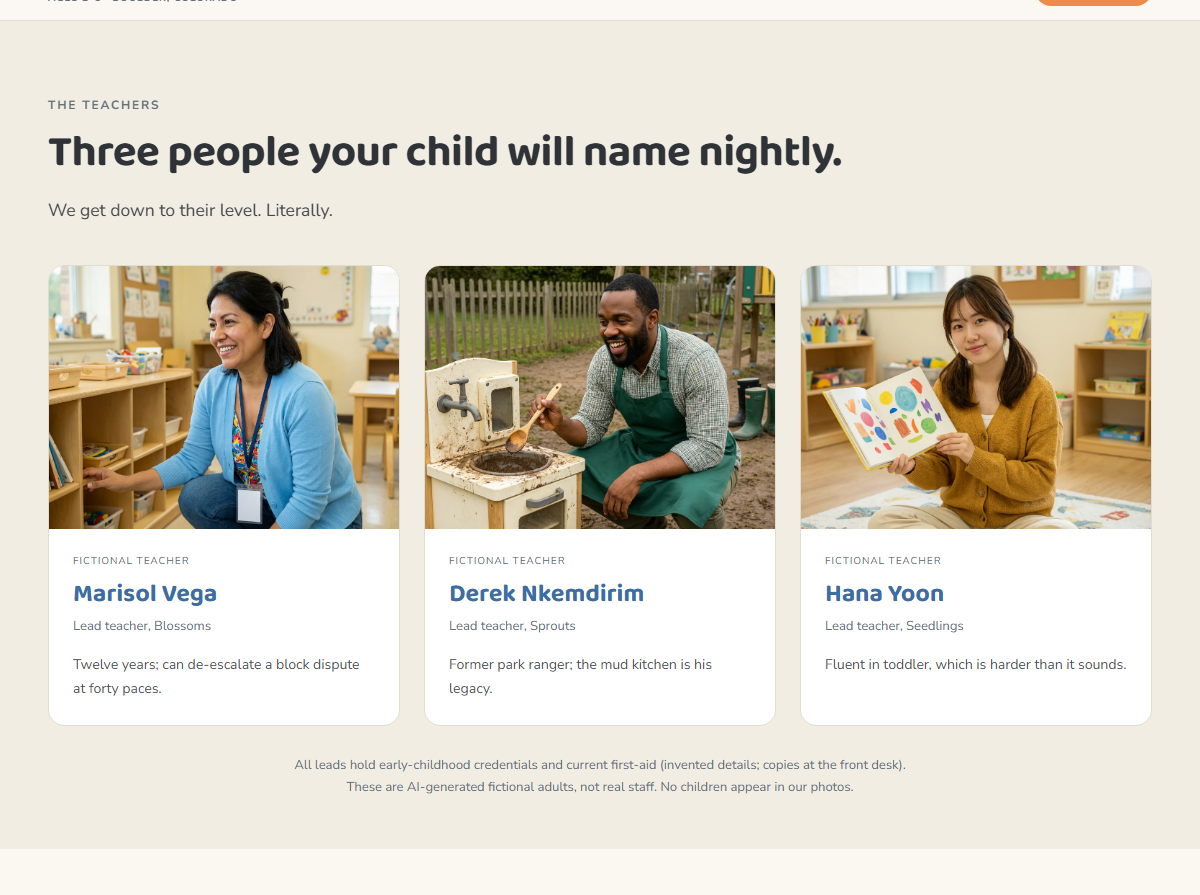 THE TEACHERS
Three people your child will name nightly.
We get down to their level. Literally.
FICTIONAL TEACHER
Marisol Vega
Lead teacher, Blossoms
Twelve years; can de-escalate a block dispute
at forty paces.
FICTIONAL TEACHER
Derek Nkemdirim
Lead teacher, Sprouts
Former park ranger; the mud kitchen is his
legacy.
FICTIONAL TEACHER
Hana Yoon
Lead teacher, Seedlings
Fluent in toddler, which is harder than it sounds.
All leads hold early-childhood credentials and current first-aid (invented details; copies at the front desk).
These are AI-generated fictional adults, not real staff. No children appear in our photos.